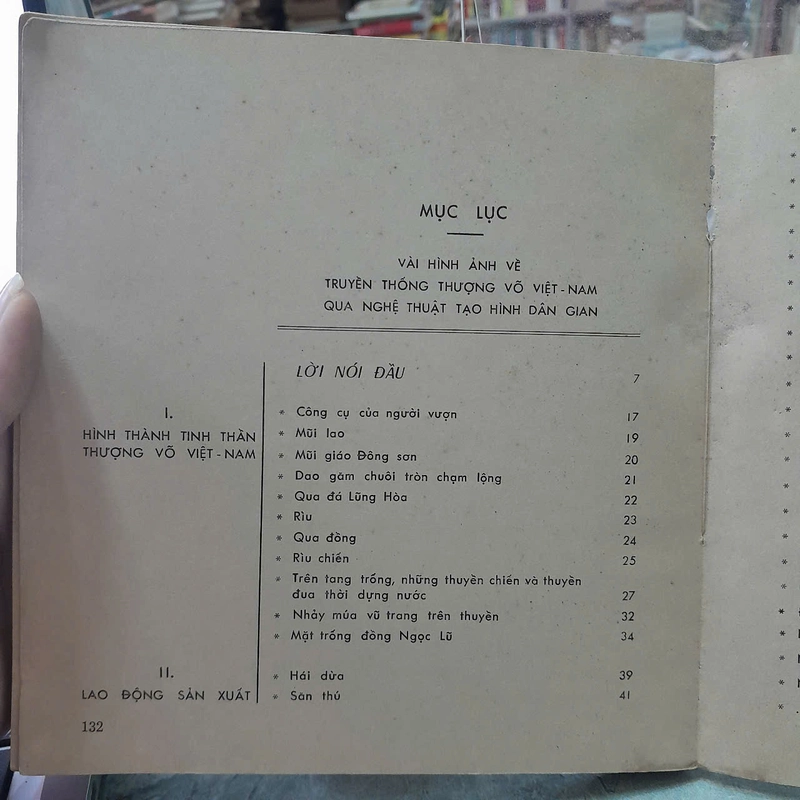 MỤC LỤC
VÀI HÌNH ẢNH VỀ
TRUYỀN THỐNG THƯỢNG VÕ VIỆT-NAM
QUA NGHỆ THUẬT TẠO HÌNH DÂN GIAN
LỜI NÓI ĐẦU 7
I.
HÌNH THÀNH TINH THẦN
THƯỢNG VÕ VIỆT-NAM
* Công cụ của người vượn 17
* Mũi lao 19
* Mũi giáo Đông sơn 20
* Dao găm chuôi tròn chạm lộng 21
* Qua đá Lũng Hòa 22
* Rìu 23
* Qua đồng 24
* Rìu chiến 25
* Trên tang trống, những thuyền chiến và thuyền
đua thời dựng nước 27
* Nhảy múa vũ trang trên thuyền 32
* Mặt trống đồng Ngọc Lũ 34
II.
LAO ĐỘNG SẢN XUẤT
* Hái dừa 39
* Săn thú 41
132